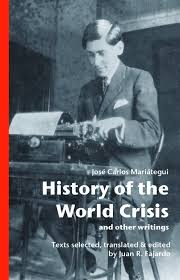 José Carlos Mariátegui
History of the
World Crisis
and other writings
Texts selected, translated & edited
by Juan R. Fajardo